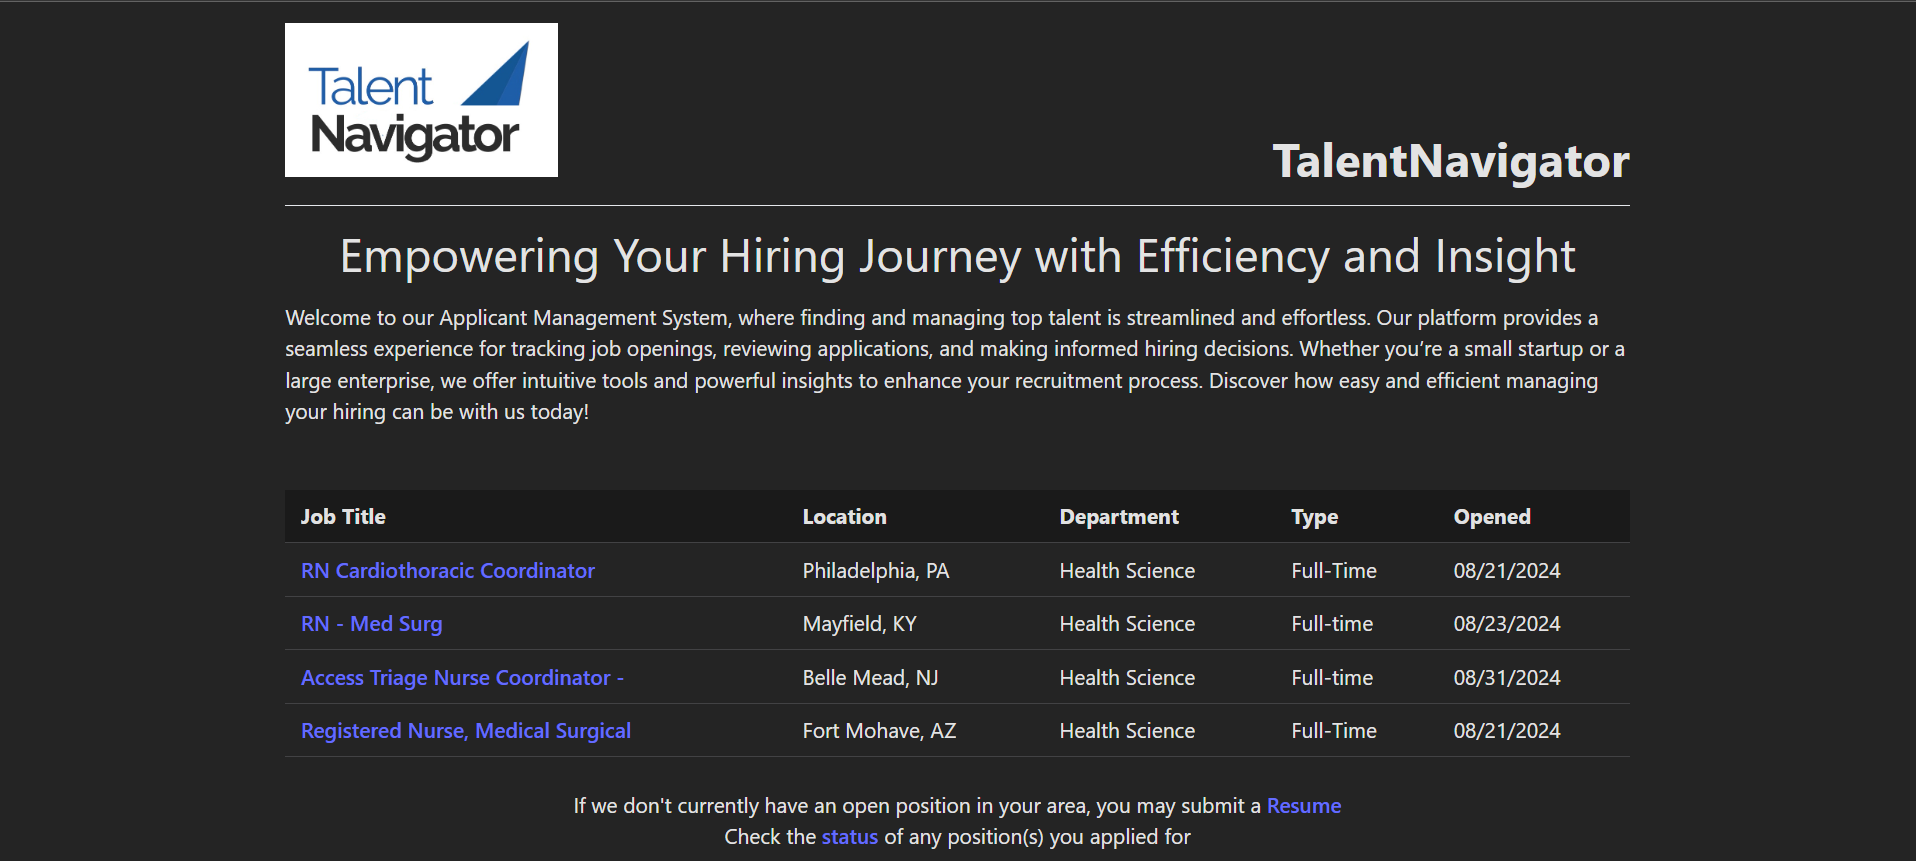 Talent
Navigator
TalentNavigator
Empowering Your Hiring Journey with Efficiency and Insight
Welcome to our Applicant Management System, where finding and managing top talent is streamlined and effortless. Our platform provides a
seamless experience for tracking job openings, reviewing applications, and making informed hiring decisions. Whether you’re a small startup or a
large enterprise, we offer intuitive tools and powerful insights to enhance your recruitment process. Discover how easy and efficient managing
your hiring can be with us today!
Job Title Location Department Type Opened
RN Cardiothoracic Coordinator Philadelphia, PA Health Science Full-Time 08/21/2024
RN - Med Surg Mayfield, KY Health Science Full-time 08/23/2024
Access Triage Nurse Coordinator - Belle Mead, NJ Health Science Full-time 08/31/2024
Registered Nurse, Medical Surgical Fort Mohave, AZ Health Science Full-Time 08/21/2024
If we don't currently have an open position in your area, you may submit a Resume
Check the status of any position(s) you applied for